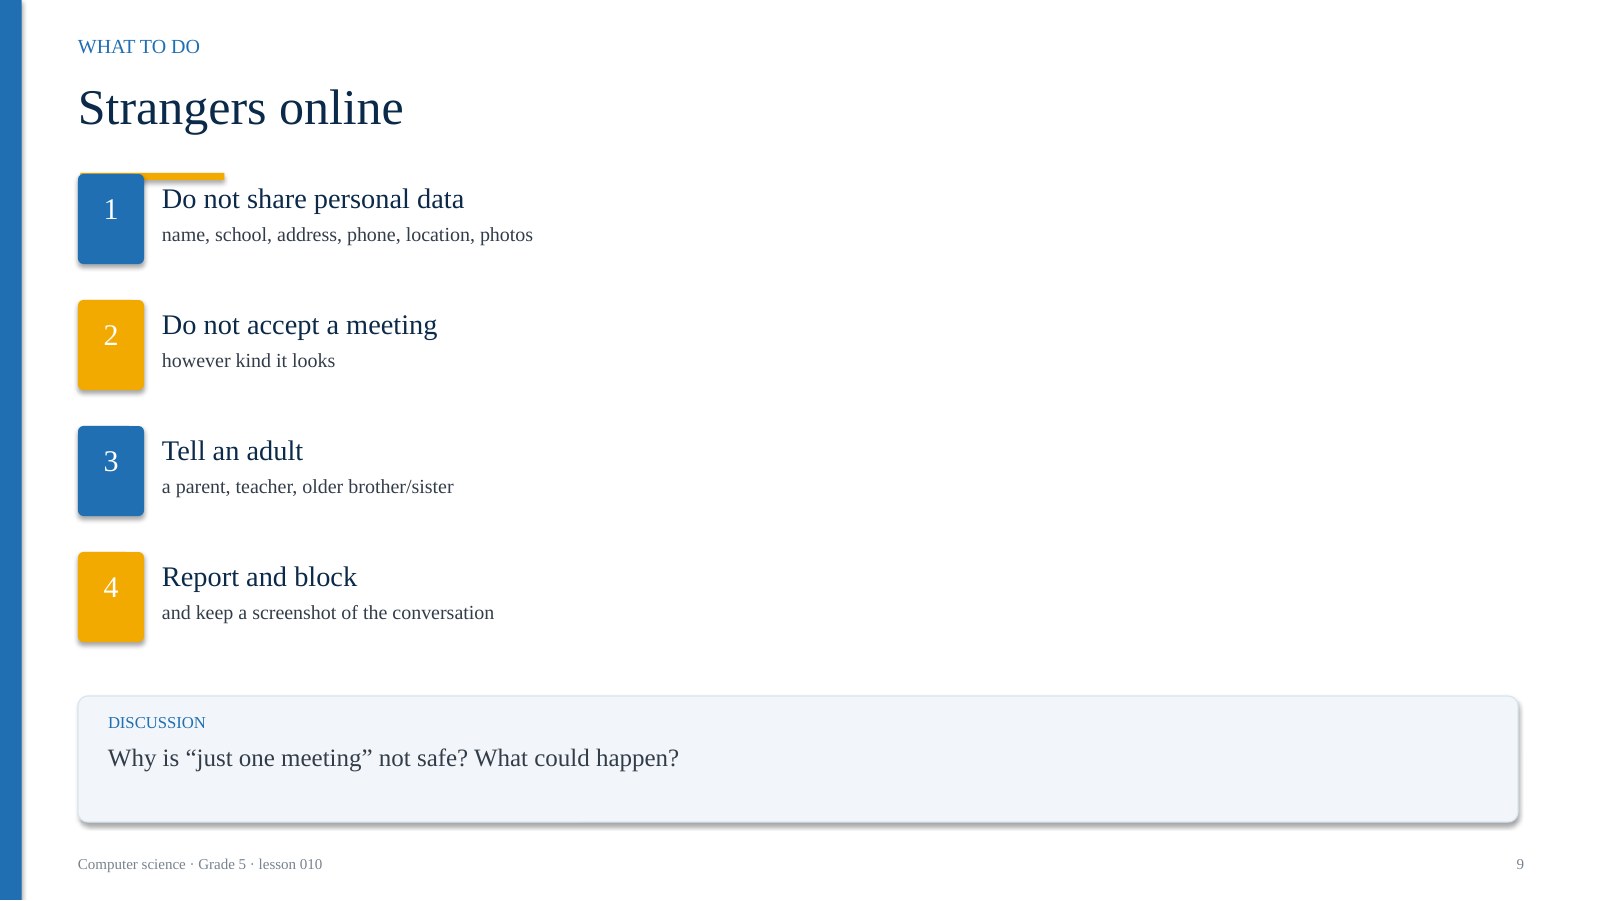 WHAT TO DO
Strangers online
1
Do not share personal data
name, school, address, phone, location, photos
2
Do not accept a meeting
however kind it looks
3
Tell an adult
a parent, teacher, older brother/sister
4
Report and block
and keep a screenshot of the conversation
DISCUSSION
Why is “just one meeting” not safe? What could happen?
Computer science · Grade 5 · lesson 010
9